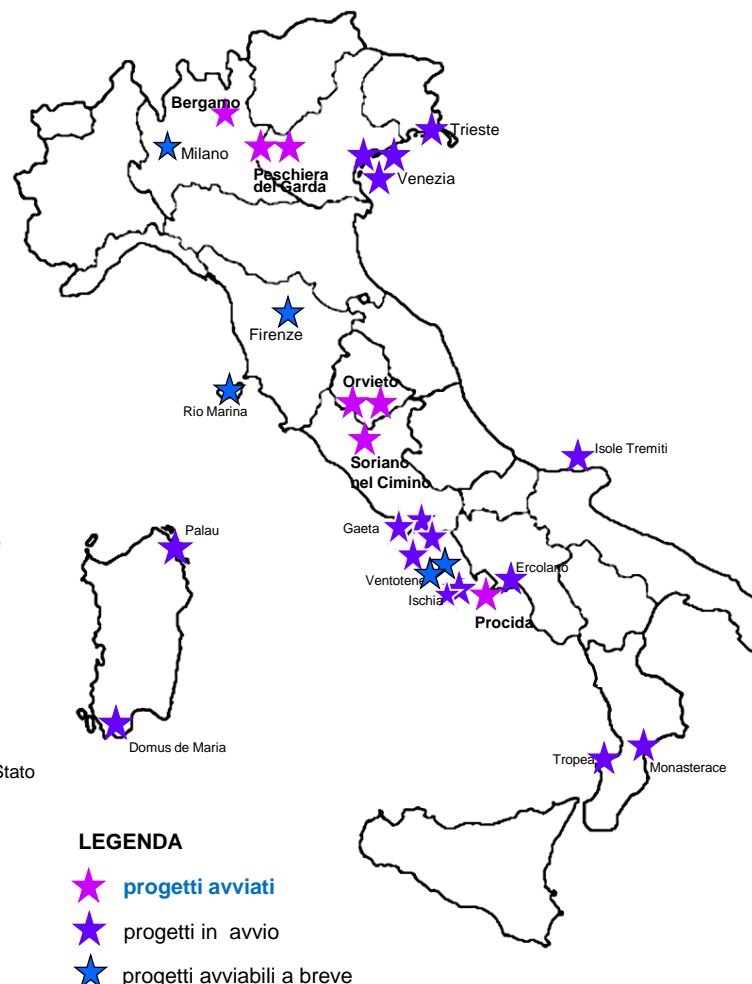 Bergamo
Milano
Trieste
Peschiera
del Garda
Venezia
Firenze
Orvieto
Rio Marina
Soriano
nel Cimino
Isole Tremiti
Gaeta
Palau
Ventotene
Ercolano
Ischia
Procida
Domus de Maria
Tropea
Monasterace
Stato
LEGENDA
progetti avviati
progetti in avvio
progetti avviabili a breve